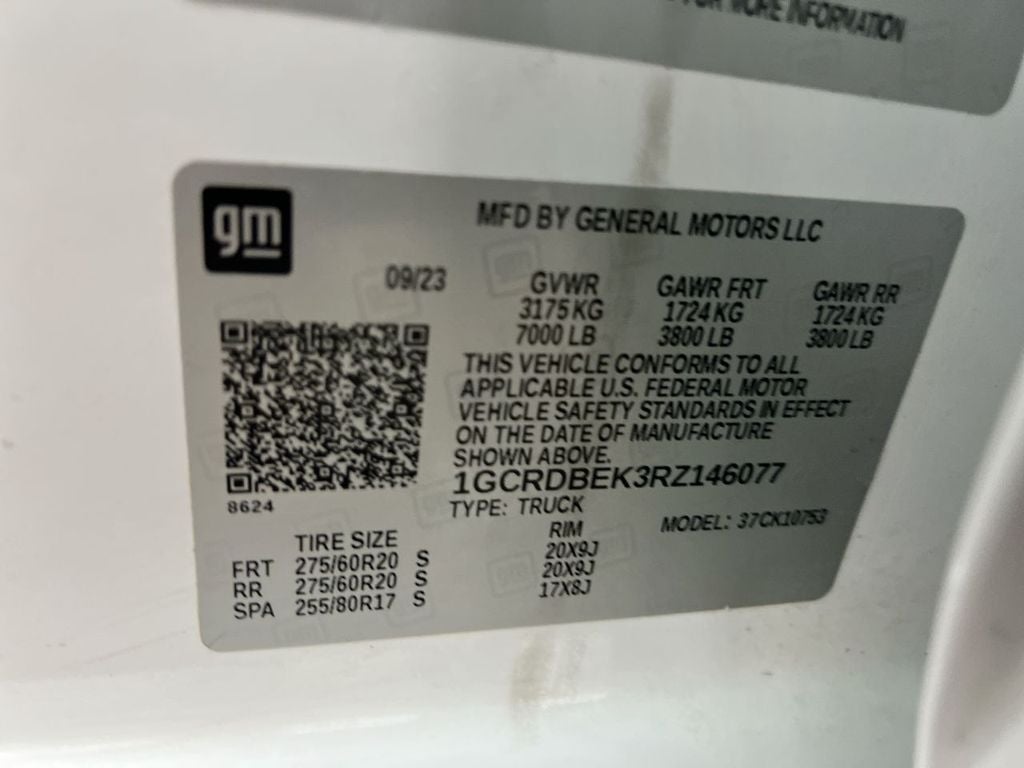 FOR MORE INFORMATION
gm
MFD BY GENERAL MOTORS LLC
09/23
GVWR GAWR FRT GAWR RR
3175 KG 1724 KG 1724 KG
7000 LB 3800 LB 3800 LB
THIS VEHICLE CONFORMS TO ALL
APPLICABLE U.S. FEDERAL MOTOR
VEHICLE SAFETY STANDARDS IN EFFECT
ON THE DATE OF MANUFACTURE
SHOWN ABOVE.
1GCRDBEK3RZ146077
8624
TYPE: TRUCK MODEL: 37CK10753
TIRE SIZE RIM
FRT 275/60R20 S 20X9J
RR 275/60R20 S 20X9J
SPA 255/80R17 S 17X8J